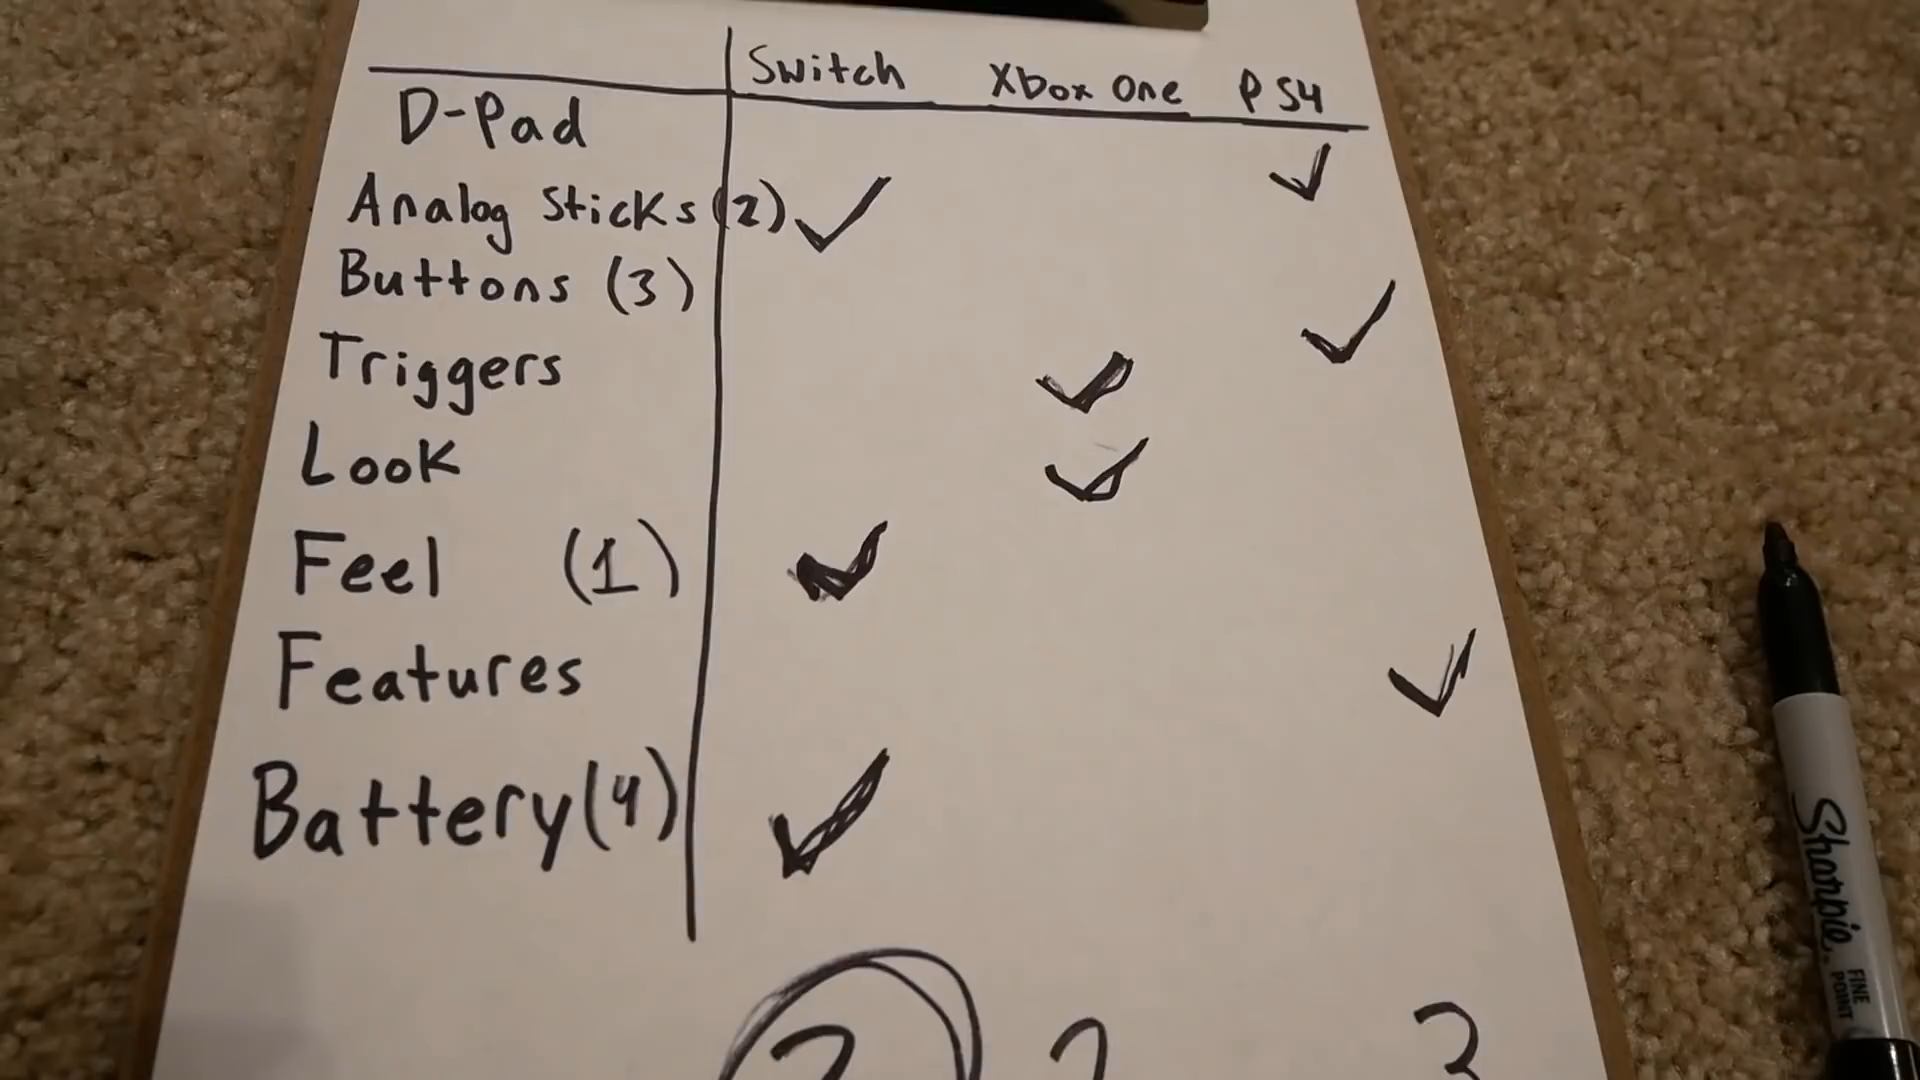 Switch Xbox One PS4
D-Pad
Analog Sticks (2)
Buttons (3)
Triggers
Look
Feel (1)
Features
Battery (4)
3 2 3
Sharpie.
FINE POINT